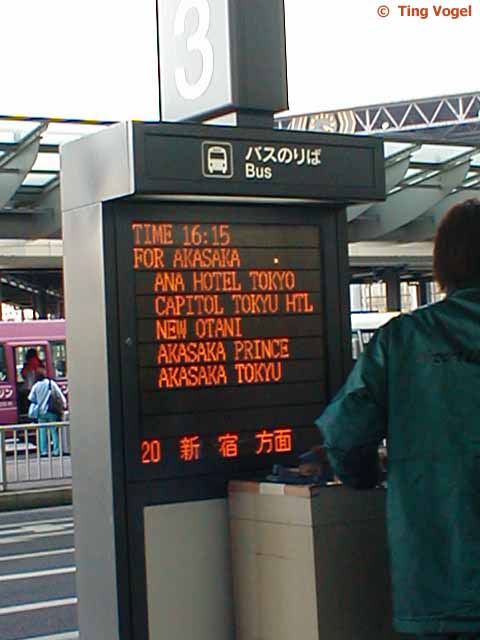 © Ting Vogel
3
バスのりば
Bus
TIME 16:15
FOR AKASAKA
ANA HOTEL TOKYO
CAPITOL TOKYU HTL
NEW OTANI
AKASAKA PRINCE
AKASAKA TOKYU
20 新 宿 方面